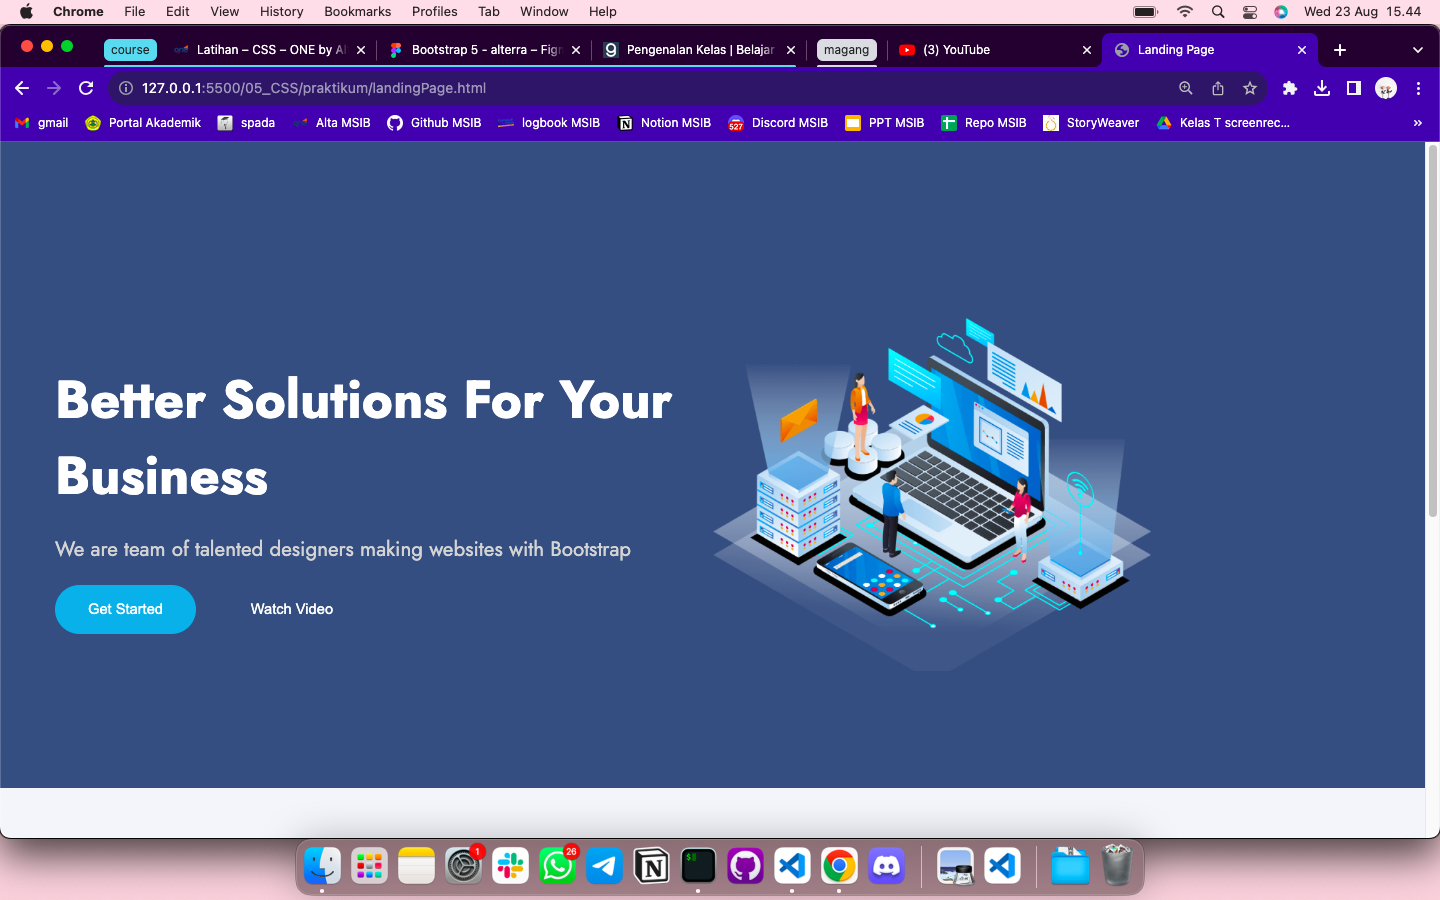 Chrome File Edit View History Bookmarks Profiles Tab Window Help Wed 23 Aug 15.44
course Latihan – CSS – ONE by Al Bootstrap 5 - alterra – Fig Pengenalan Kelas | Belajar magang (3) YouTube Landing Page
127.0.0.1:5500/05_CSS/praktikum/landingPage.html
gmail Portal Akademik spada Alta MSIB Github MSIB logbook MSIB Notion MSIB 527 Discord MSIB PPT MSIB Repo MSIB StoryWeaver Kelas T screenrec... »
Better Solutions For Your
Business
We are team of talented designers making websites with Bootstrap
Get Started Watch Video
1 26